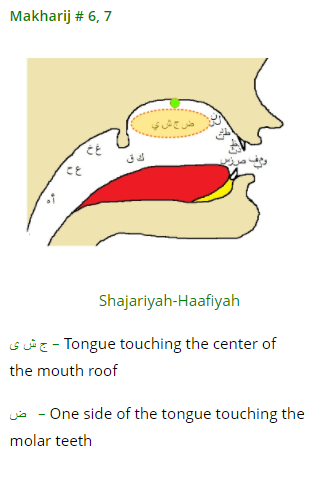 Makharij # 6, 7
ض ج ش ي
غ خ
ع ح
أ ه
ق ك
Shajariyah-Haafiyah
ج ش ى – Tongue touching the center of
the mouth roof
ض – One side of the tongue touching the
molar teeth